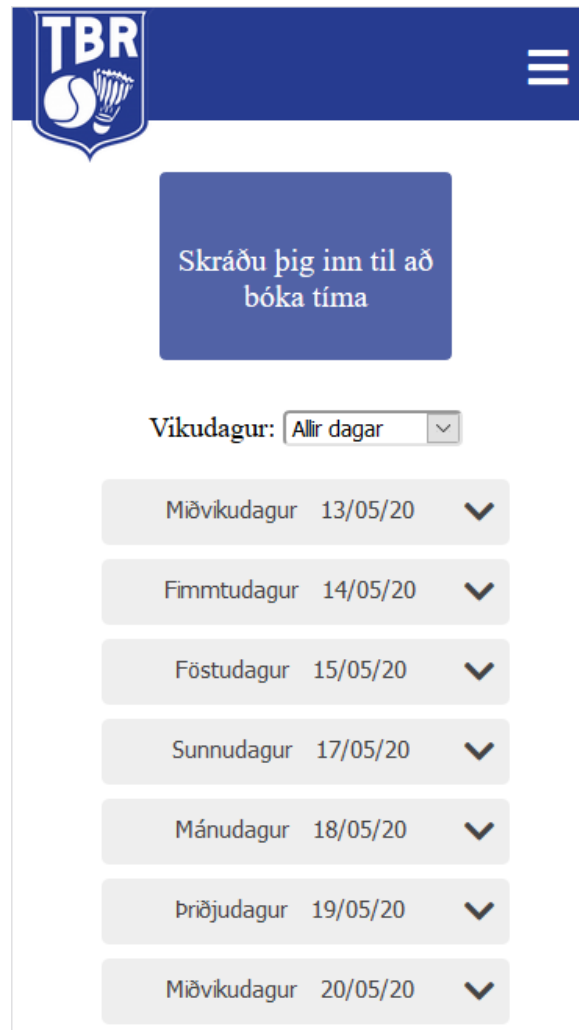 TBR
Skráðu þig inn til að
bóka tíma
Vikudagur: Allir dagar
Miðvikudagur 13/05/20
Fimmtudagur 14/05/20
Föstudagur 15/05/20
Sunnudagur 17/05/20
Mánudagur 18/05/20
Þriðjudagur 19/05/20
Miðvikudagur 20/05/20